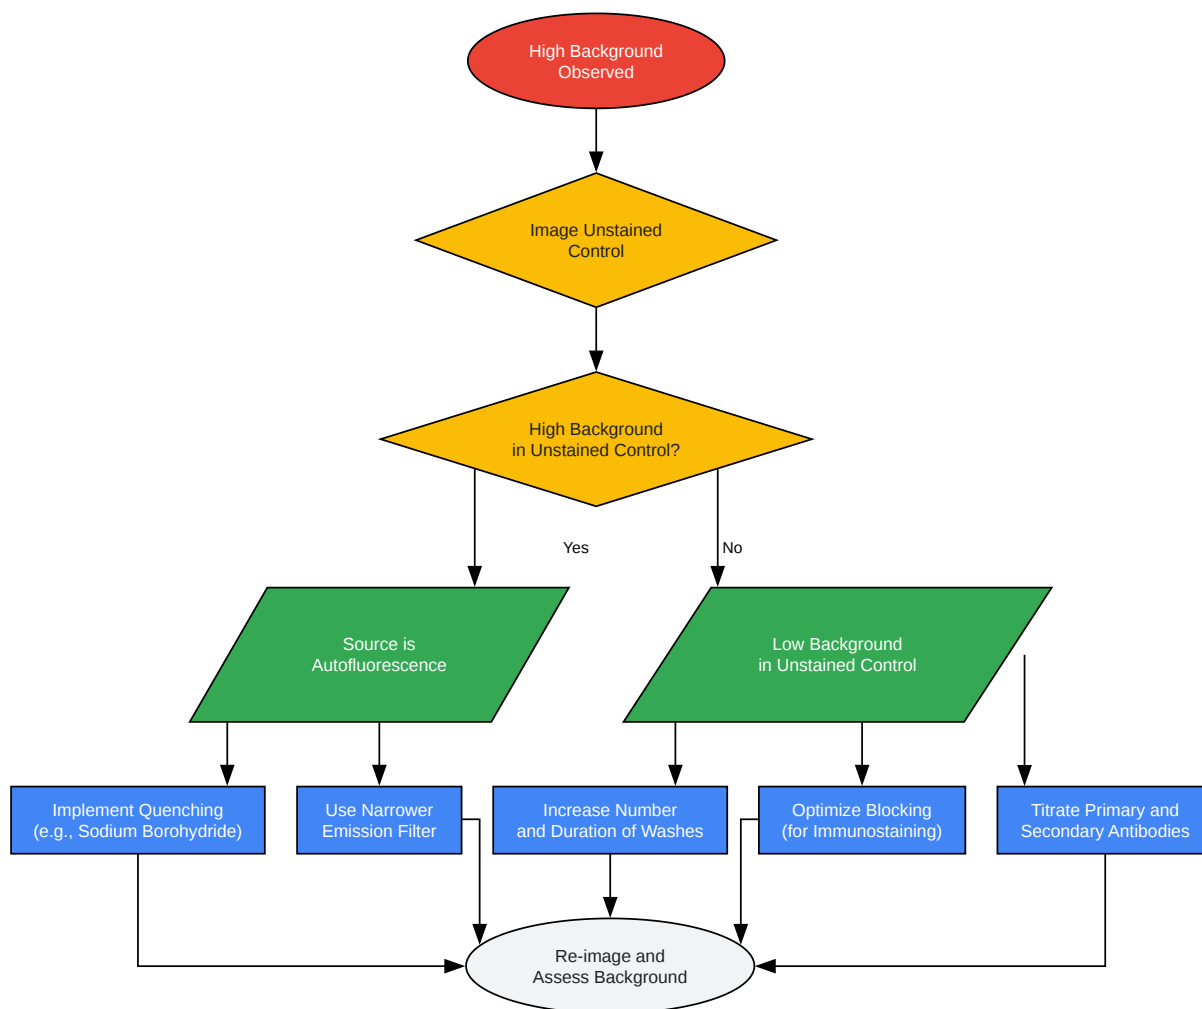 High Background
Observed
Image Unstained
Control
High Background
in Unstained Control?
Yes
No
Source is
Autofluorescence
Low Background
in Unstained Control
Implement Quenching
(e.g., Sodium Borohydride)
Use Narrower
Emission Filter
Increase Number
and Duration of Washes
Optimize Blocking
(for Immunostaining)
Titrate Primary and
Secondary Antibodies
Re-image and
Assess Background